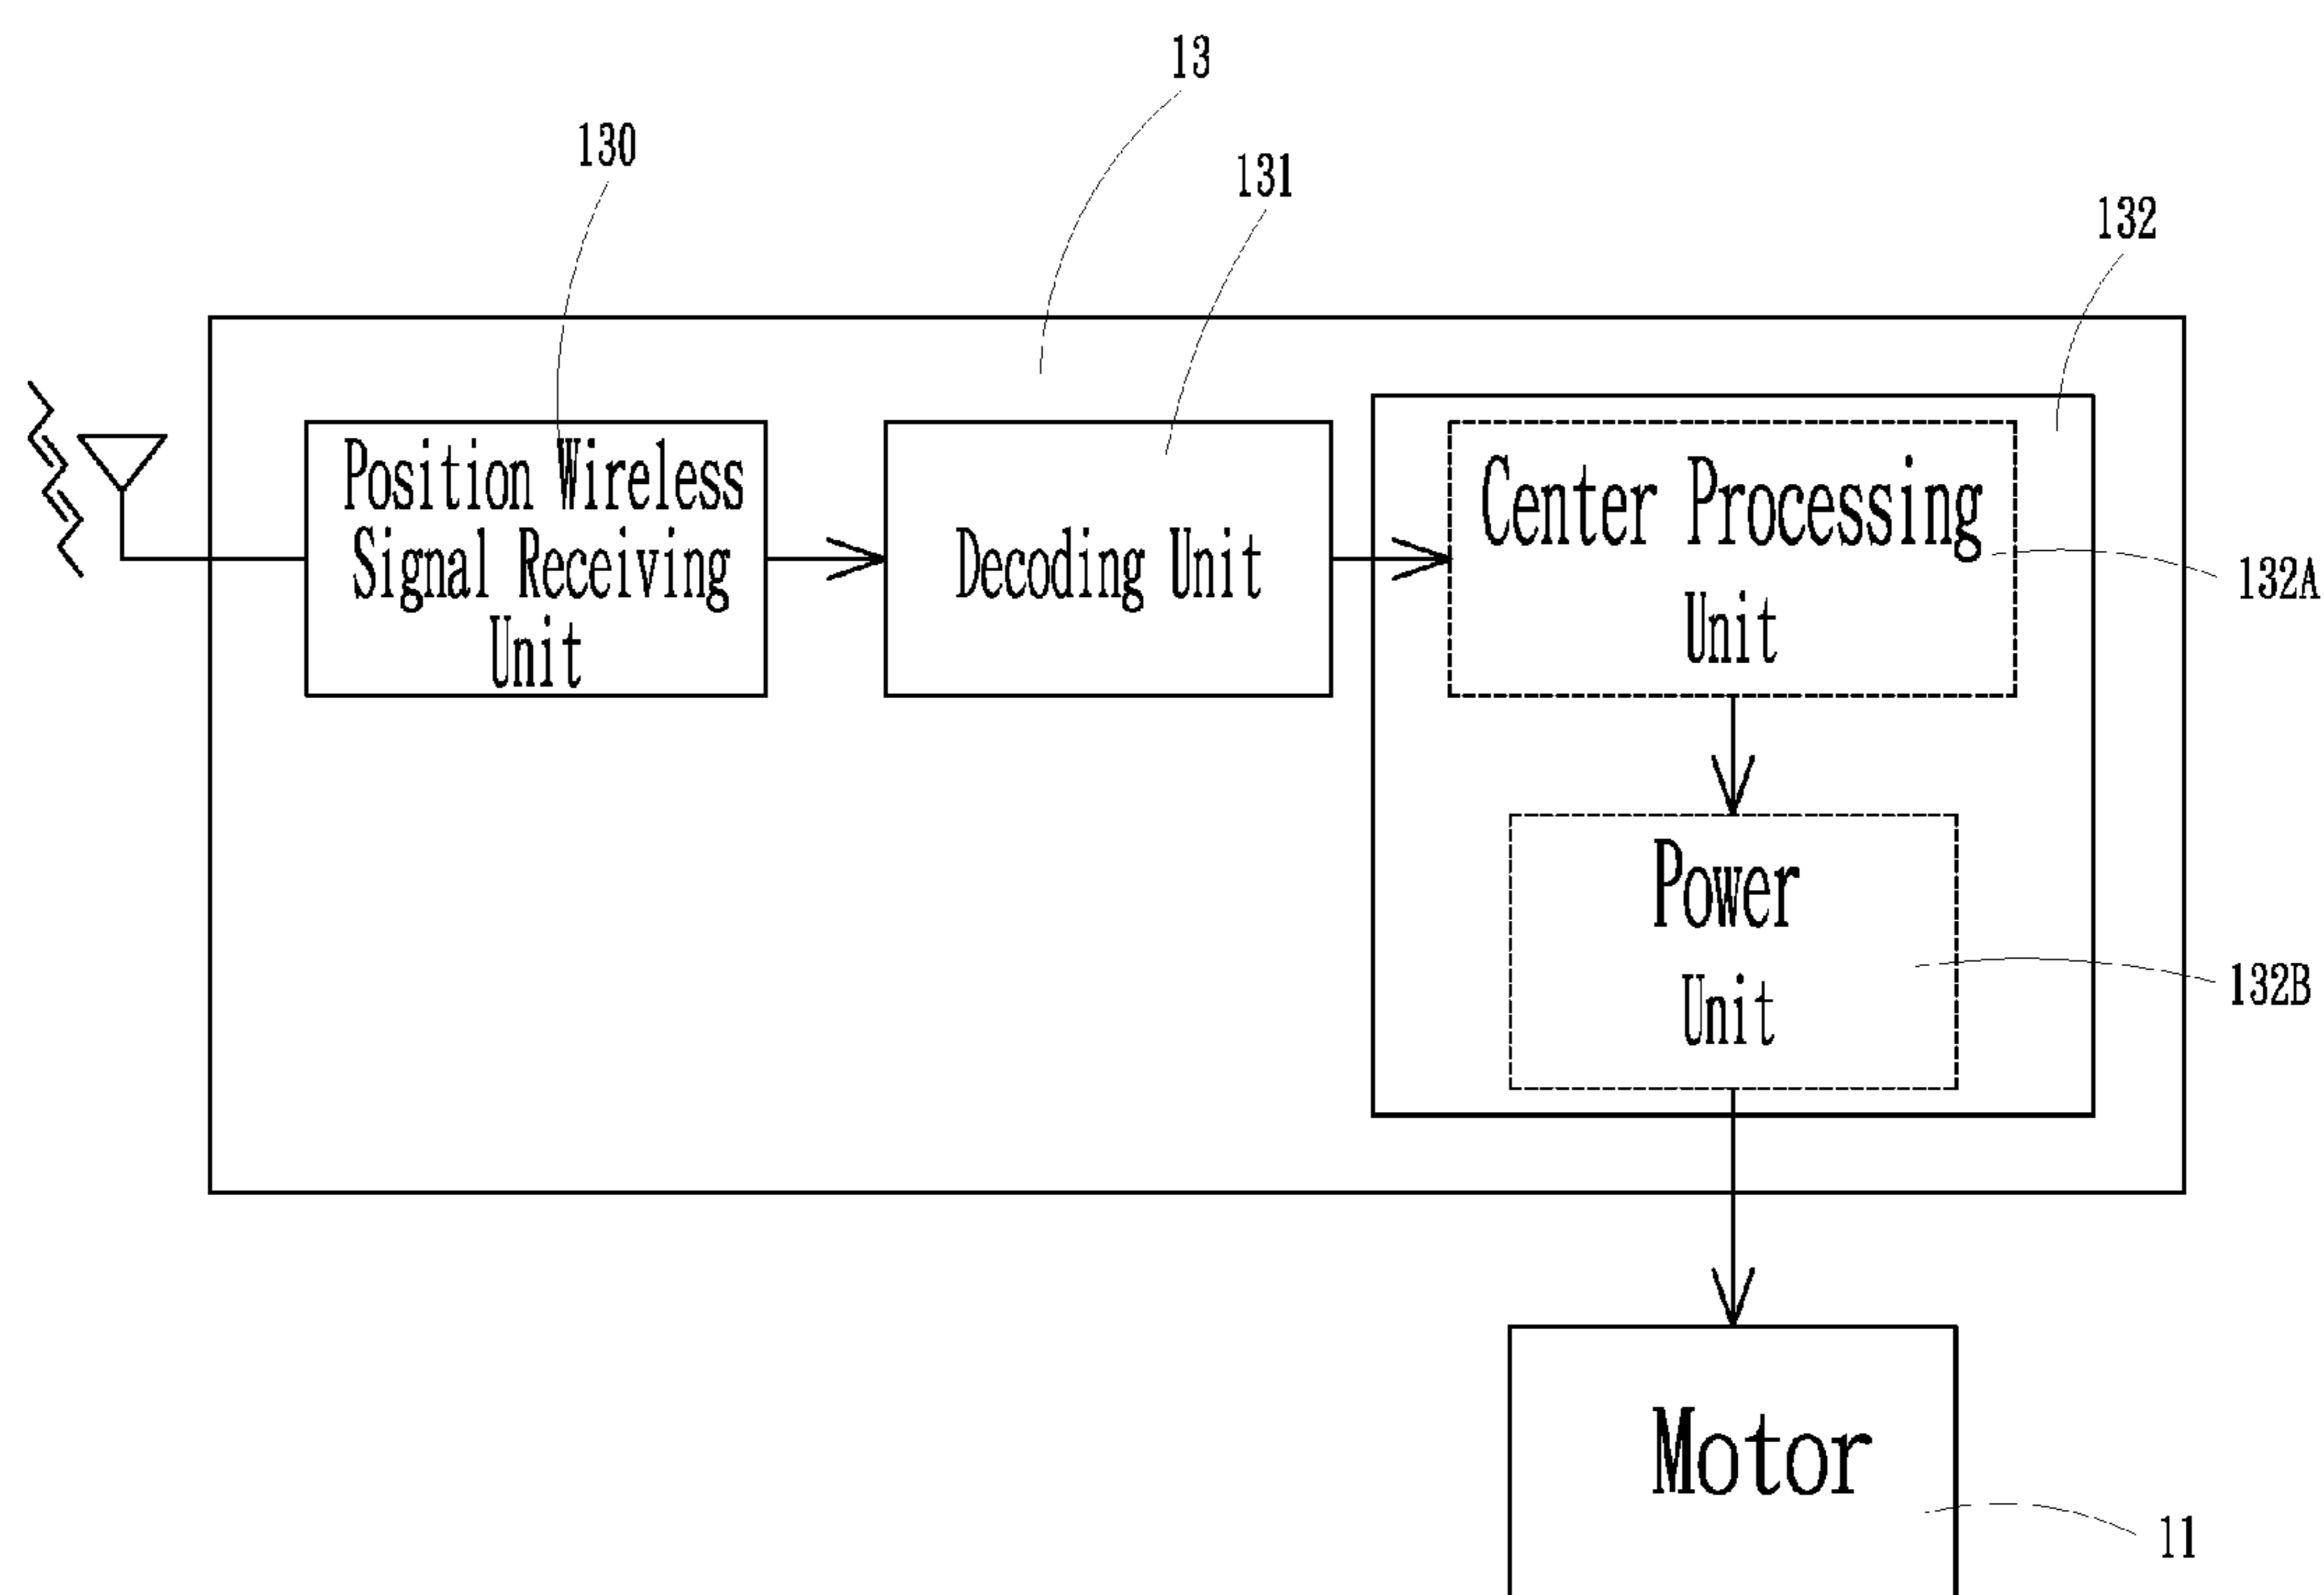 13
130
131
132
Position Wireless
Signal Receiving
Unit
Decoding Unit
Center Processing
Unit
132A
Power
Unit
132B
Motor
11